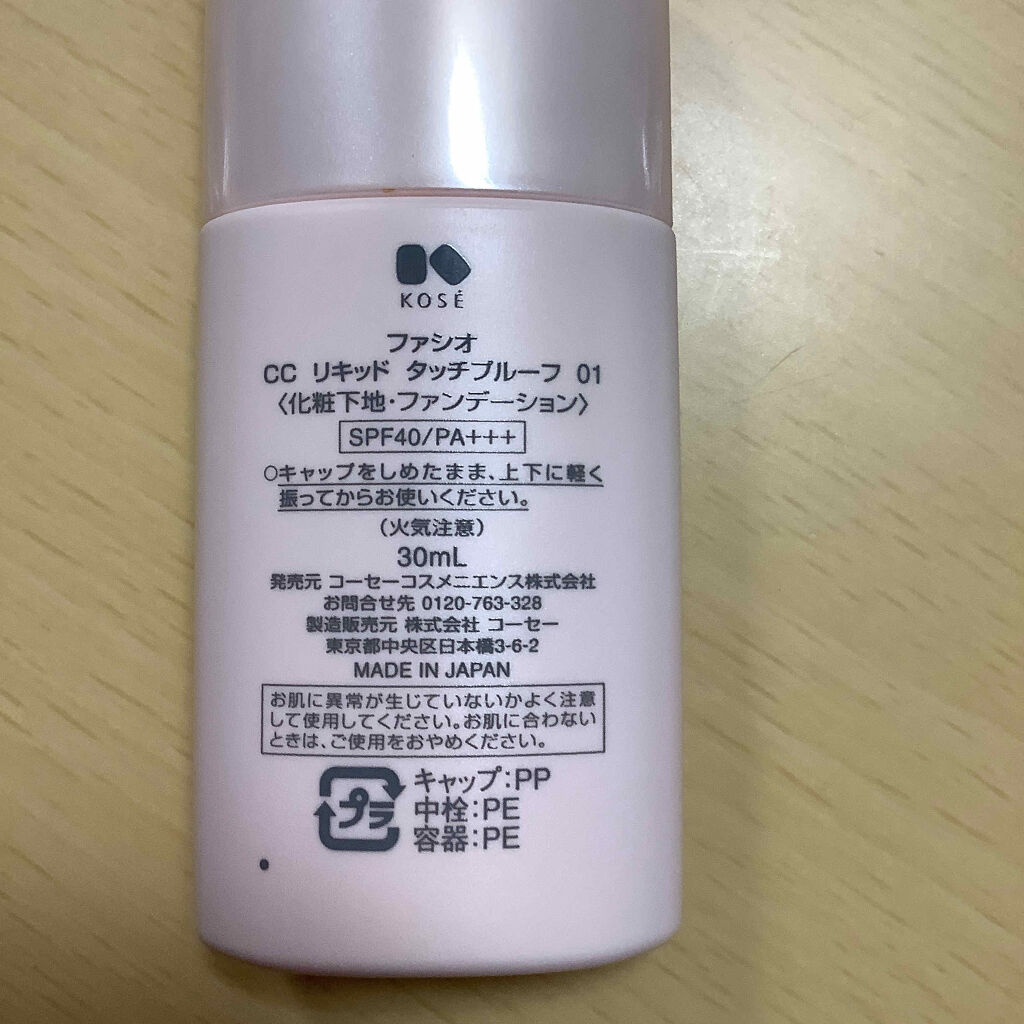 KOSÉ
ファシオ
CC リキッド タッチプルーフ 01
〈化粧下地・ファンデーション〉
SPF40/PA+++
○キャップをしめたまま、上下に軽く
振ってからお使いください。
（火気注意）
30mL
発売元 コーセーコスメニエンス株式会社
お問合せ先 0120-763-328
製造販売元 株式会社 コーセー
東京都中央区日本橋3-6-2
MADE IN JAPAN
お肌に異常が生じていないかよく注意
して使用してください。お肌に合わない
ときは、ご使用をおやめください。
プラ
キャップ：PP
中栓：PE
容器：PE